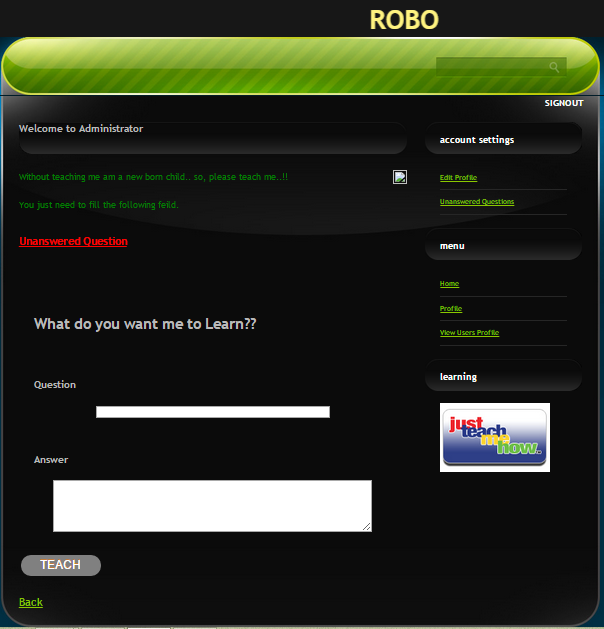 ROBO
SIGNOUT
Welcome to Administrator
Without teaching me am a new born child.. so, please teach me..!!
You just need to fill the following feild.
Unanswered Question
What do you want me to Learn??
Question
Answer
TEACH
Back
account settings
Edit Profile
Unanswered Questions
menu
Home
Profile
View Users Profile
learning
just
teach
me
how..